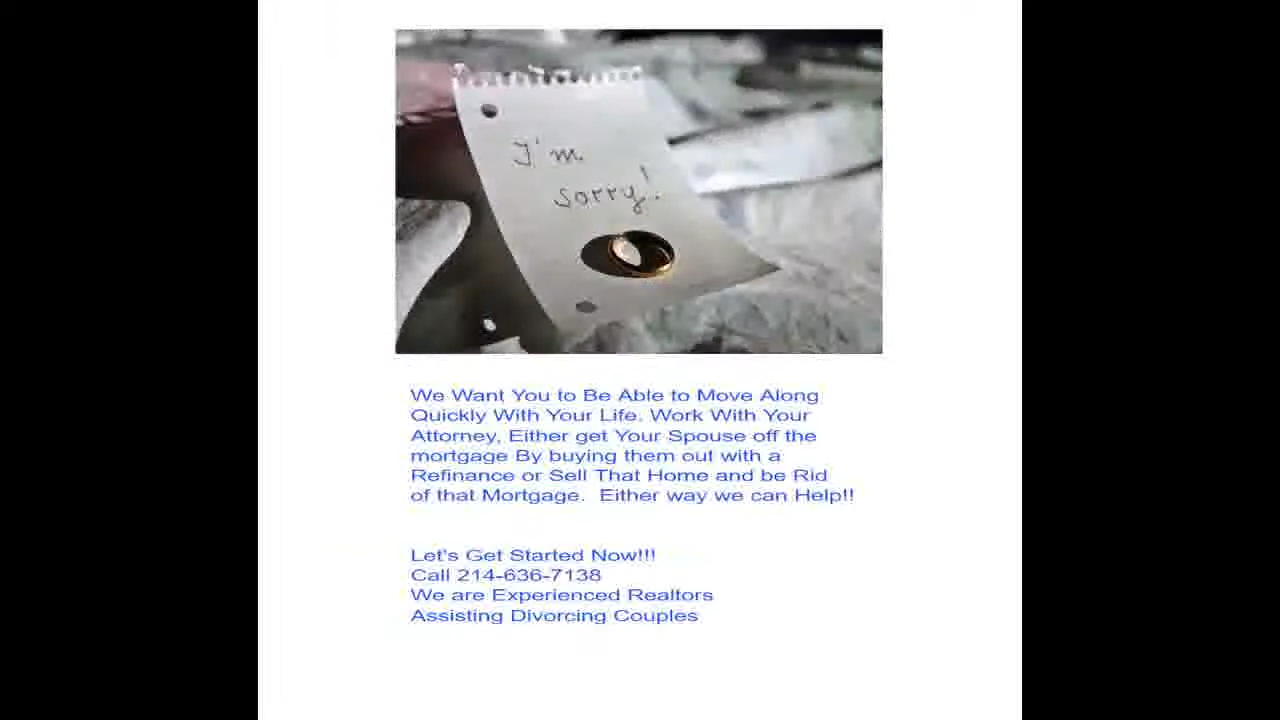 I'm
sorry!
We Want You to Be Able to Move Along
Quickly With Your Life. Work With Your
Attorney, Either get Your Spouse off the
mortgage By buying them out with a
Refinance or Sell That Home and be Rid
of that Mortgage.  Either way we can Help!!
Let's Get Started Now!!!
Call 214-636-7138
We are Experienced Realtors
Assisting Divorcing Couples